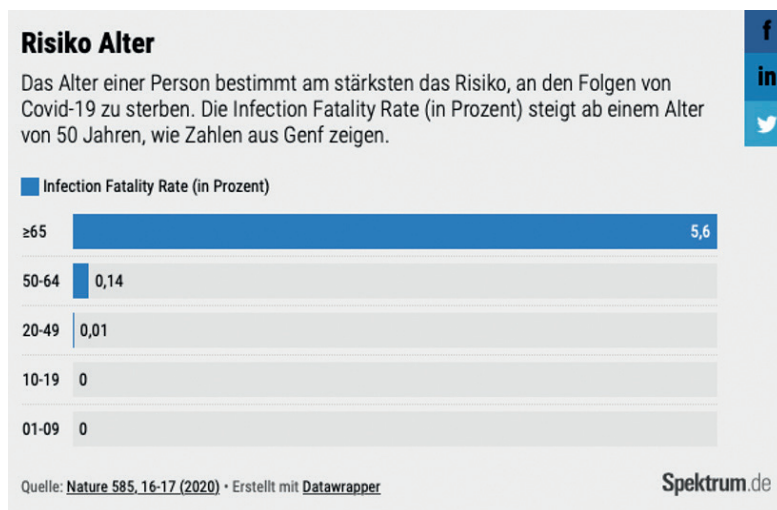 Risiko Alter
Das Alter einer Person bestimmt am stärksten das Risiko, an den Folgen von
Covid-19 zu sterben. Die Infection Fatality Rate (in Prozent) steigt ab einem Alter
von 50 Jahren, wie Zahlen aus Genf zeigen.
Infection Fatality Rate (in Prozent)
≥65 5,6
50-64 0,14
20-49 0,01
10-19 0
01-09 0
Quelle: Nature 585, 16-17 (2020) • Erstellt mit Datawrapper
Spektrum.de
f
in